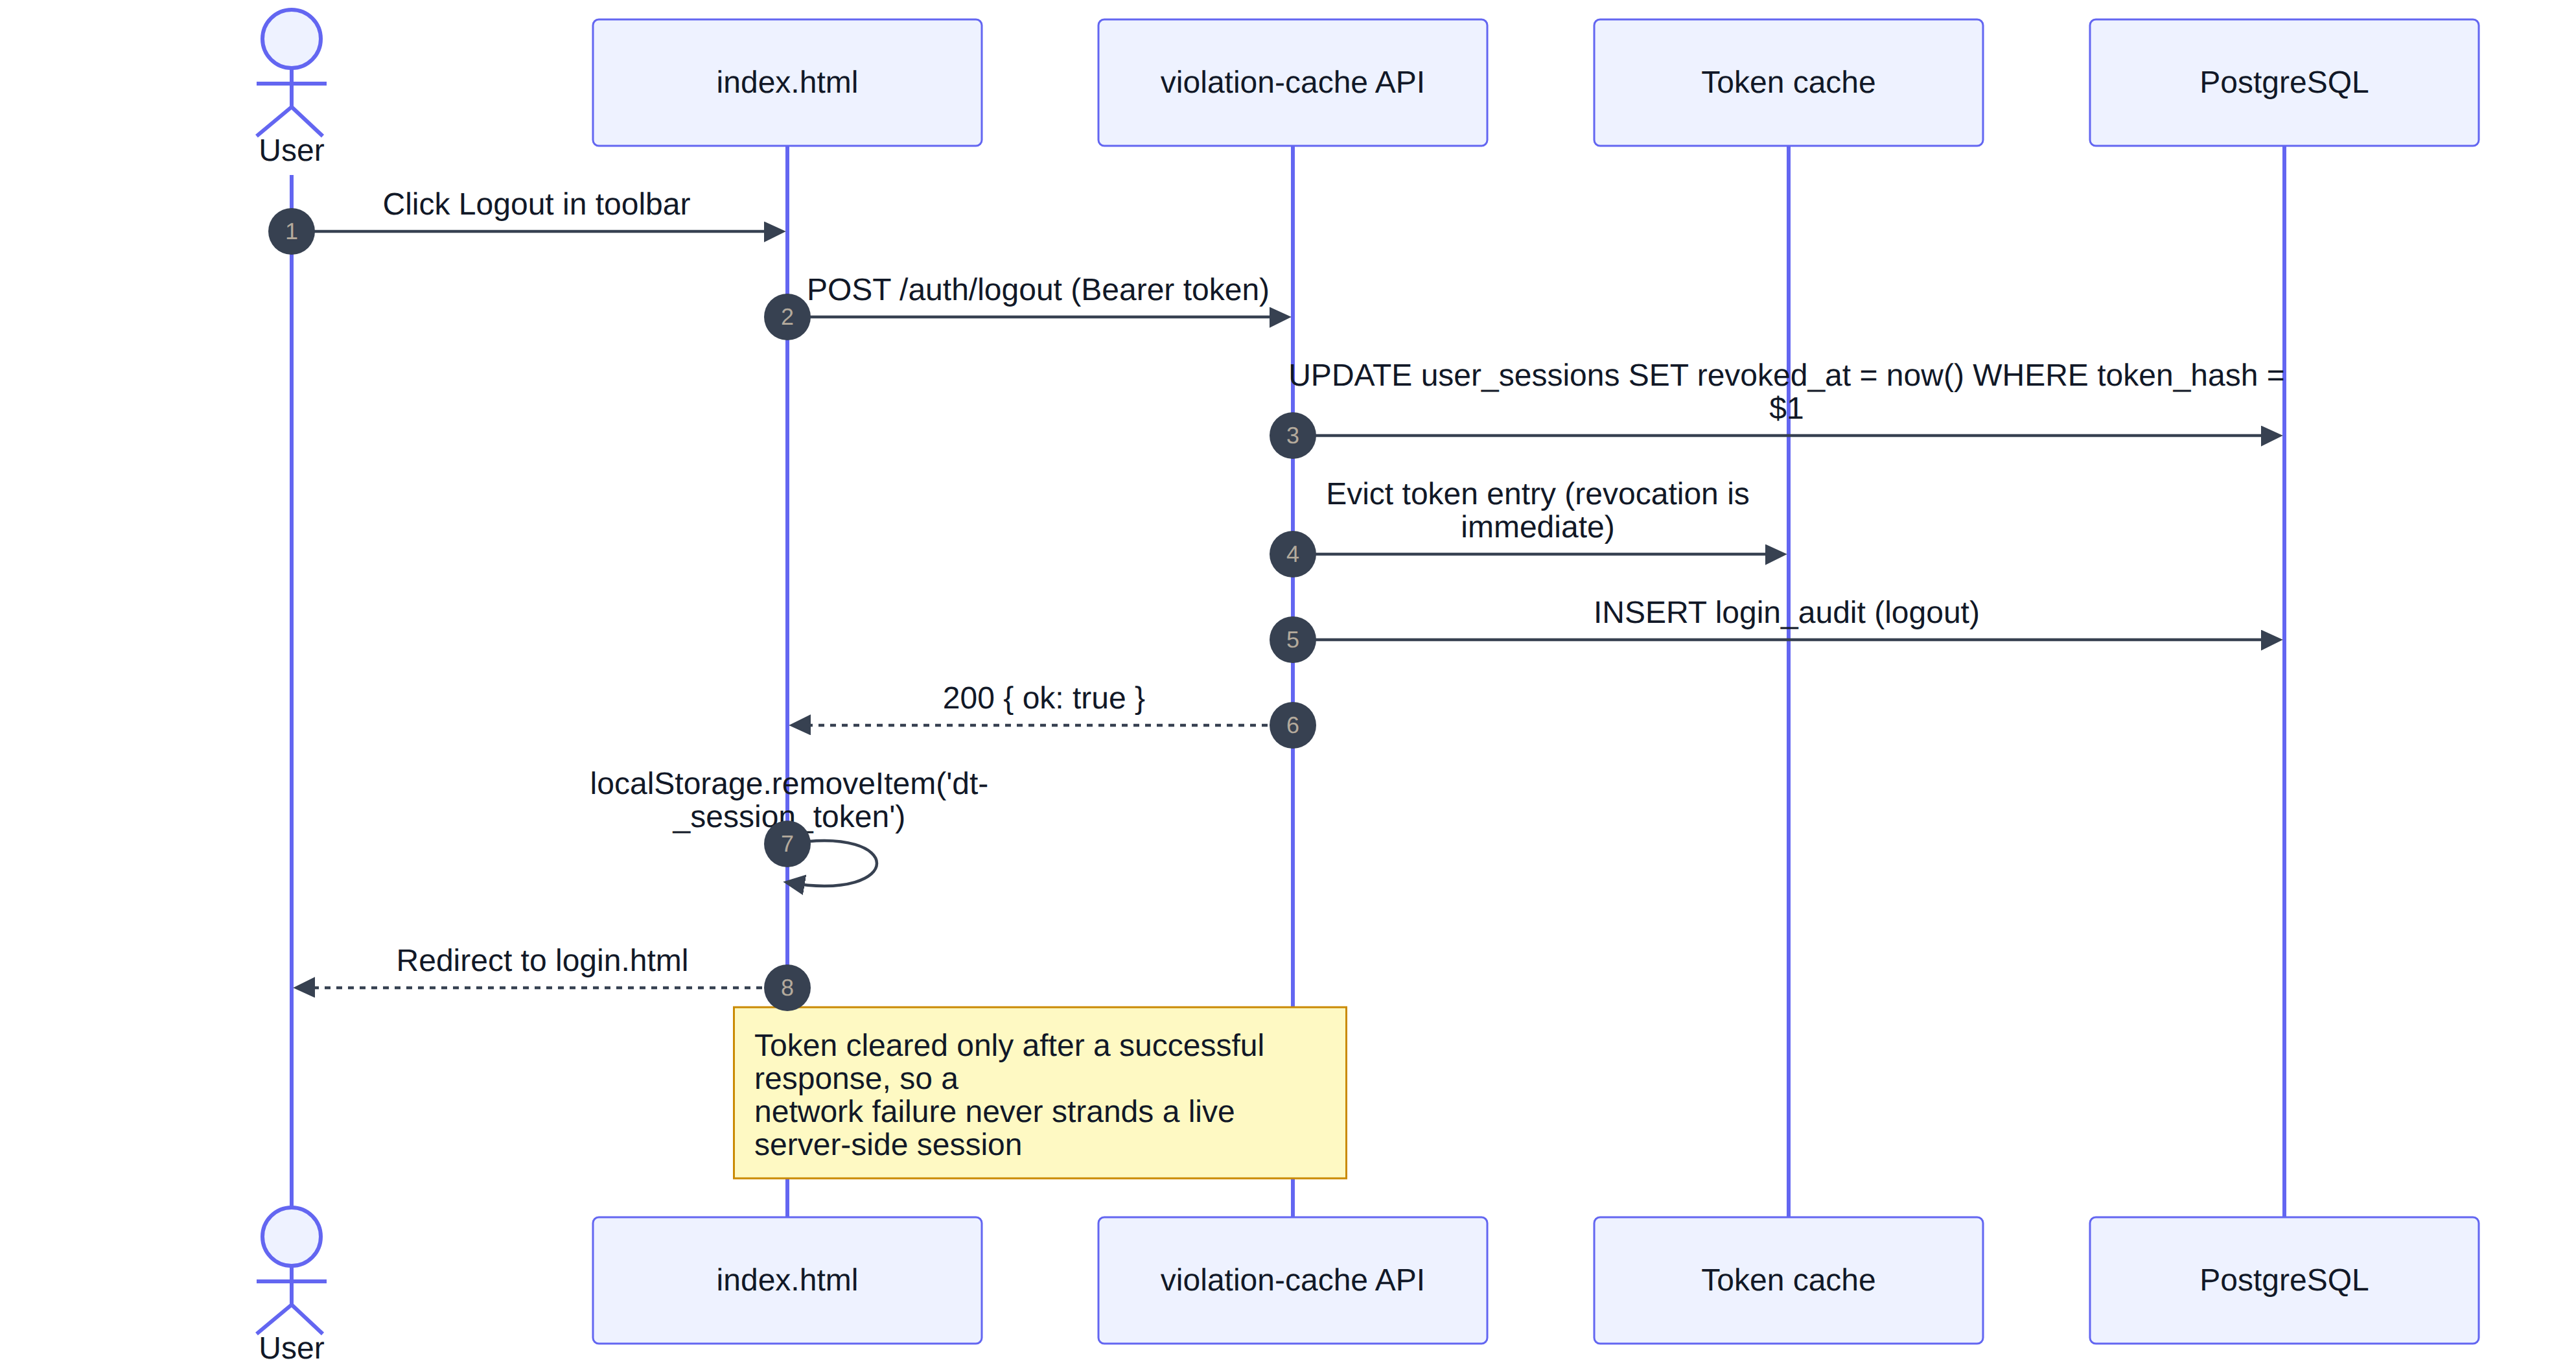 User
index.html
violation-cache API
Token cache
PostgreSQL
Click Logout in toolbar
1
POST /auth/logout (Bearer token)
2
UPDATE user_sessions SET revoked_at = now() WHERE token_hash =
$1
3
Evict token entry (revocation is
immediate)
4
INSERT login_audit (logout)
5
200 { ok: true }
6
localStorage.removeItem('dt-
_session_token')
7
Redirect to login.html
8
Token cleared only after a successful
response, so a
network failure never strands a live
server-side session
User
index.html
violation-cache API
Token cache
PostgreSQL